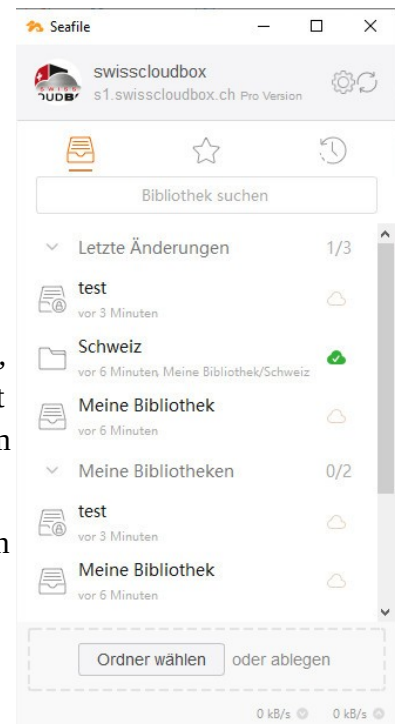 Seafile
swisscloudbox
s1.swisscloudbox.ch Pro Version
SWISS
Bibliothek suchen
Letzte Änderungen 1/3
test
vor 3 Minuten
Schweiz
vor 6 Minuten, Meine Bibliothek/Schweiz
Meine Bibliothek
vor 6 Minuten
Meine Bibliotheken 0/2
test
vor 3 Minuten
Meine Bibliothek
vor 6 Minuten
Ordner wählen oder ablegen
0 kB/s 0 kB/s